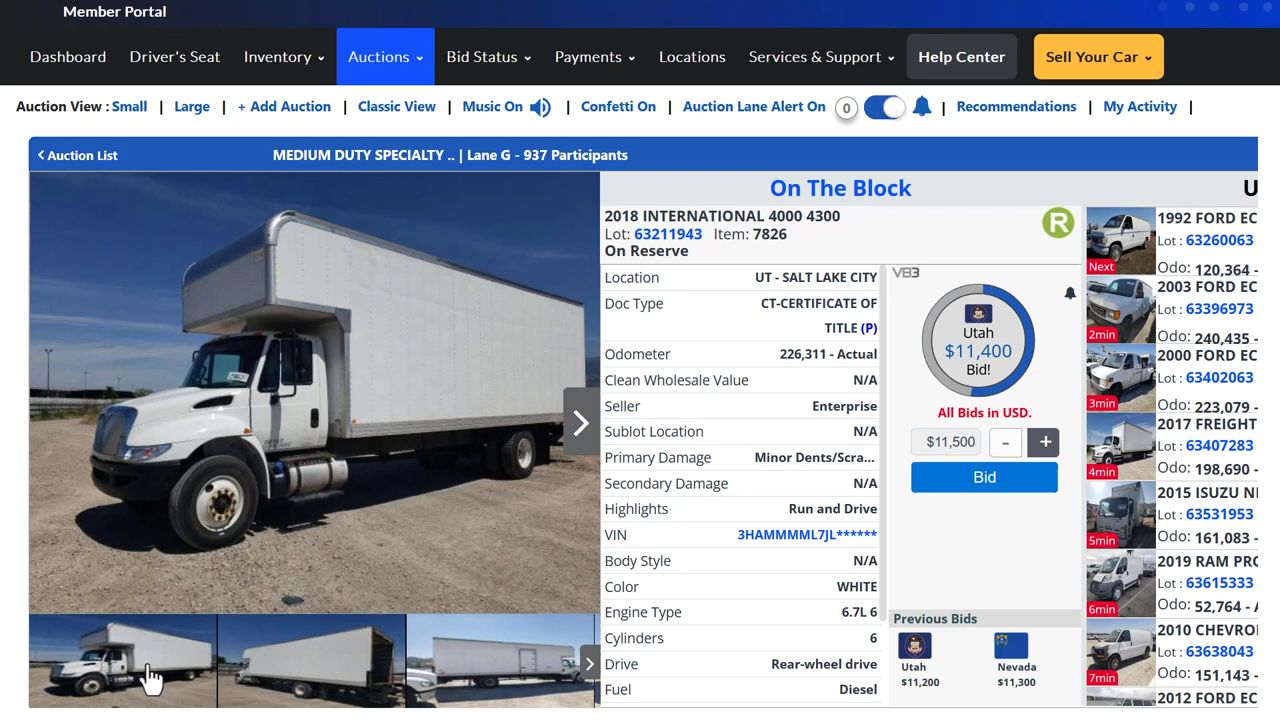 Member Portal
Dashboard Driver's Seat Inventory Auctions Bid Status Payments Locations Services & Support Help Center Sell Your Car
Auction View : Small | Large | + Add Auction | Classic View | Music On | Confetti On | Auction Lane Alert On 0 | Recommendations | My Activity |
Auction List MEDIUM DUTY SPECIALTY .. | Lane G - 937 Participants
On The Block
U
2018 INTERNATIONAL 4000 4300
Lot: 63211943 Item: 7826
On Reserve
R
Location UT - SALT LAKE CITY
Doc Type CT-CERTIFICATE OF
TITLE (P)
Odometer 226,311 - Actual
Clean Wholesale Value N/A
Seller Enterprise
Sublot Location N/A
Primary Damage Minor Dents/Scra...
Secondary Damage N/A
Highlights Run and Drive
VIN 3HAMMMML7JL******
Body Style N/A
Color WHITE
Engine Type 6.7L 6
Cylinders 6
Drive Rear-wheel drive
Fuel Diesel
VB3
Utah
$11,400
Bid!
All Bids in USD.
$11,500 - +
Bid
Previous Bids
Utah Nevada
$11,200 $11,300
1992 FORD EC
Lot : 63260063
Next Odo: 120,364 -
2003 FORD EC
Lot : 63396973
2min Odo: 240,435 -
2000 FORD EC
Lot : 63402063
3min Odo: 223,079 -
2017 FREIGHT
Lot : 63407283
4min Odo: 198,690 -
2015 ISUZU N
Lot : 63531953
5min Odo: 161,083 -
2019 RAM PRO
Lot : 63615333
6min Odo: 52,764 - A
2010 CHEVRO
Lot : 63638043
7min Odo: 151,143 -
2012 FORD EC